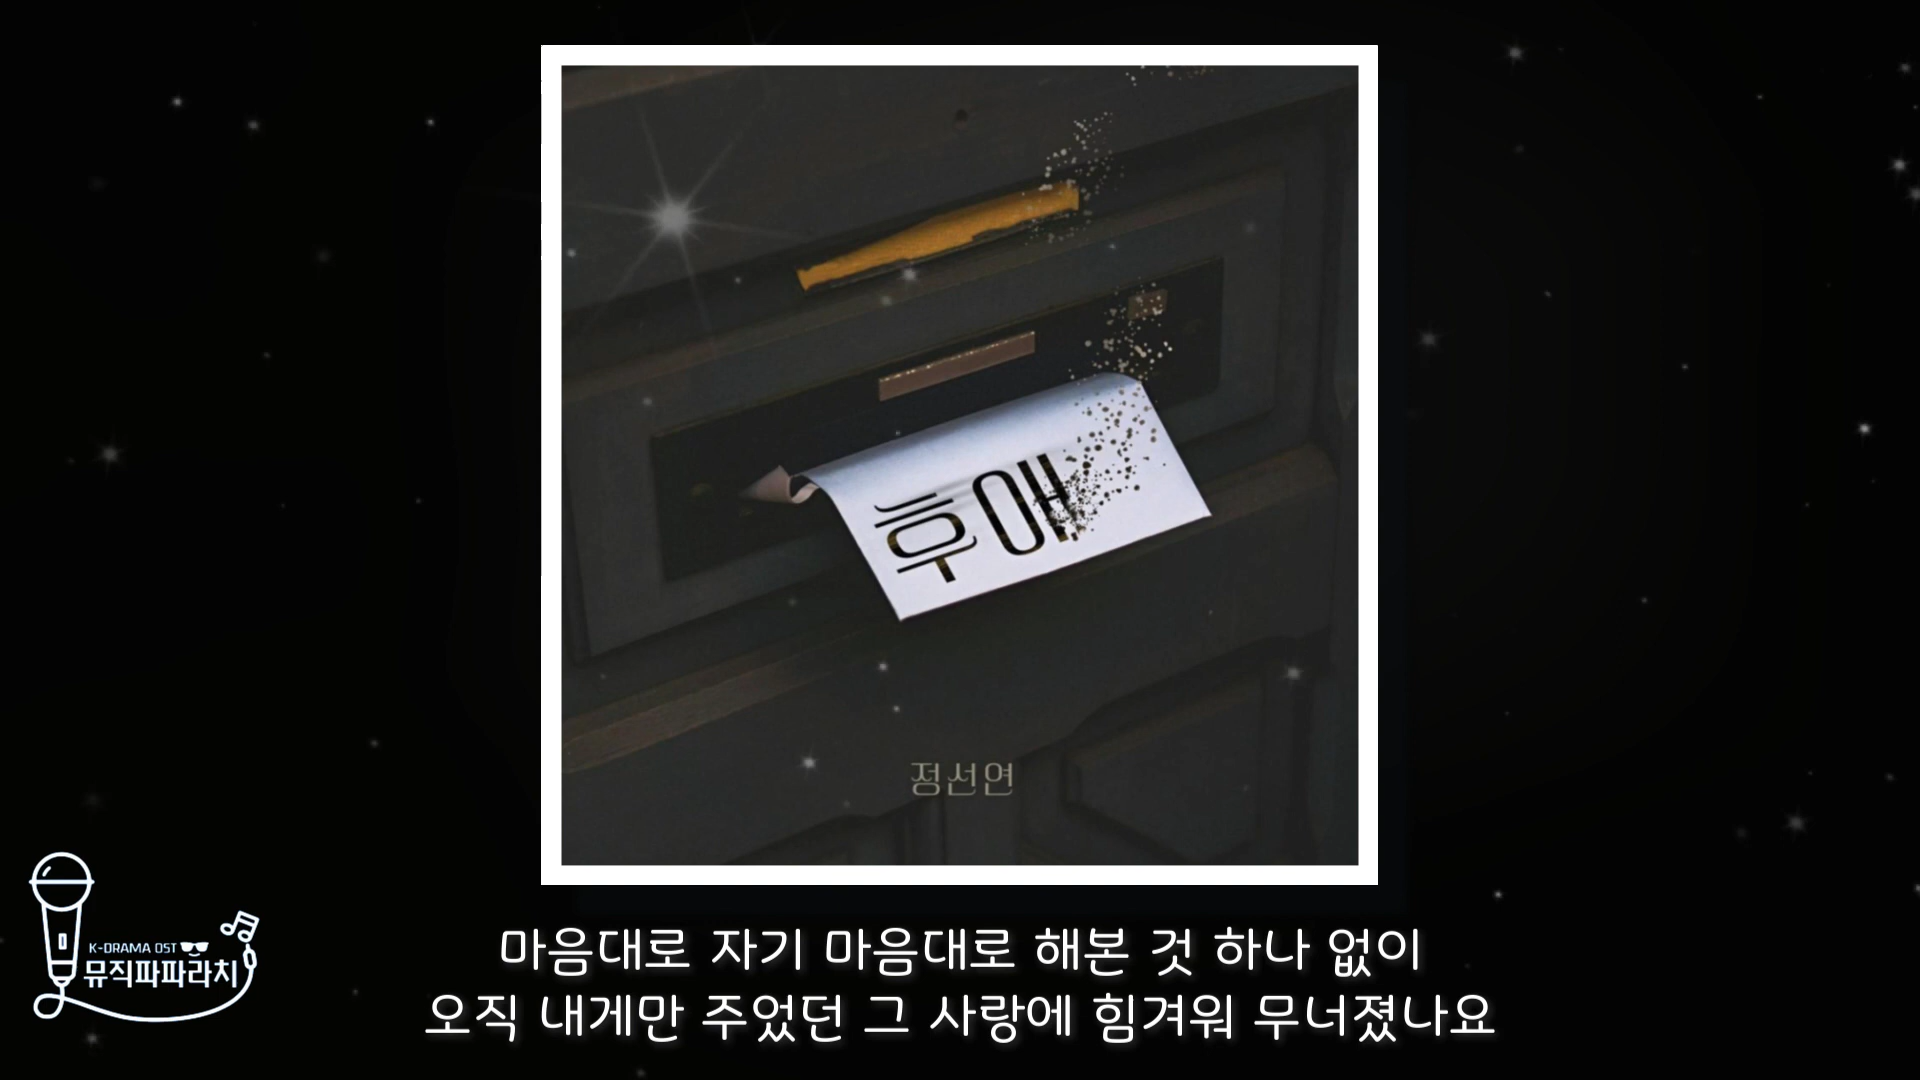 후애
정선연
K-DRAMA OST
뮤직파파라치
마음대로 자기 마음대로 해본 것 하나 없이
오직 내게만 주었던 그 사랑에 힘겨워 무너졌나요